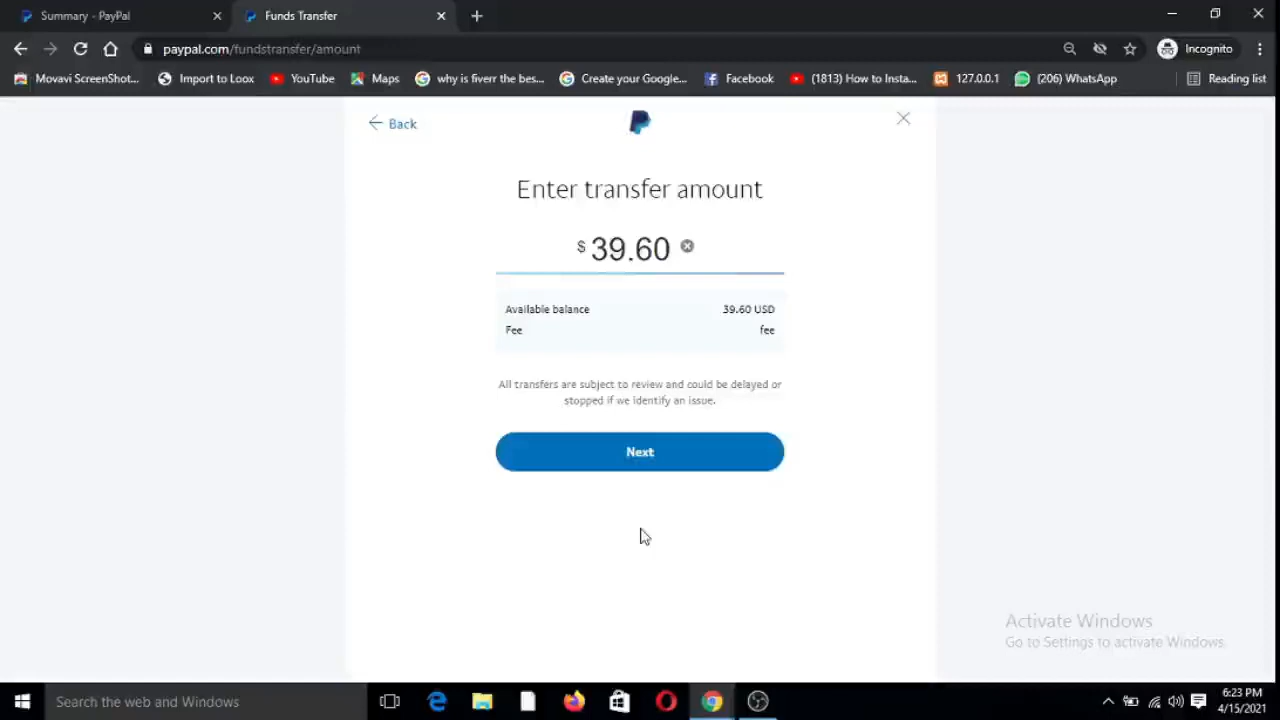 Summary - PayPal
Funds Transfer
paypal.com/fundstransfer/amount
Incognito
Movavi ScreenShot...
Import to Loox
YouTube
Maps
why is fiverr the bes...
Create your Google...
Facebook
(1813) How to Insta...
127.0.0.1
(206) WhatsApp
Reading list
Back
Enter transfer amount
$ 39.60
Available balance 39.60 USD
Fee fee
All transfers are subject to review and could be delayed or
stopped if we identify an issue.
Next
Activate Windows
Go to Settings to activate Windows.
Search the web and Windows
6:23 PM
4/15/2021